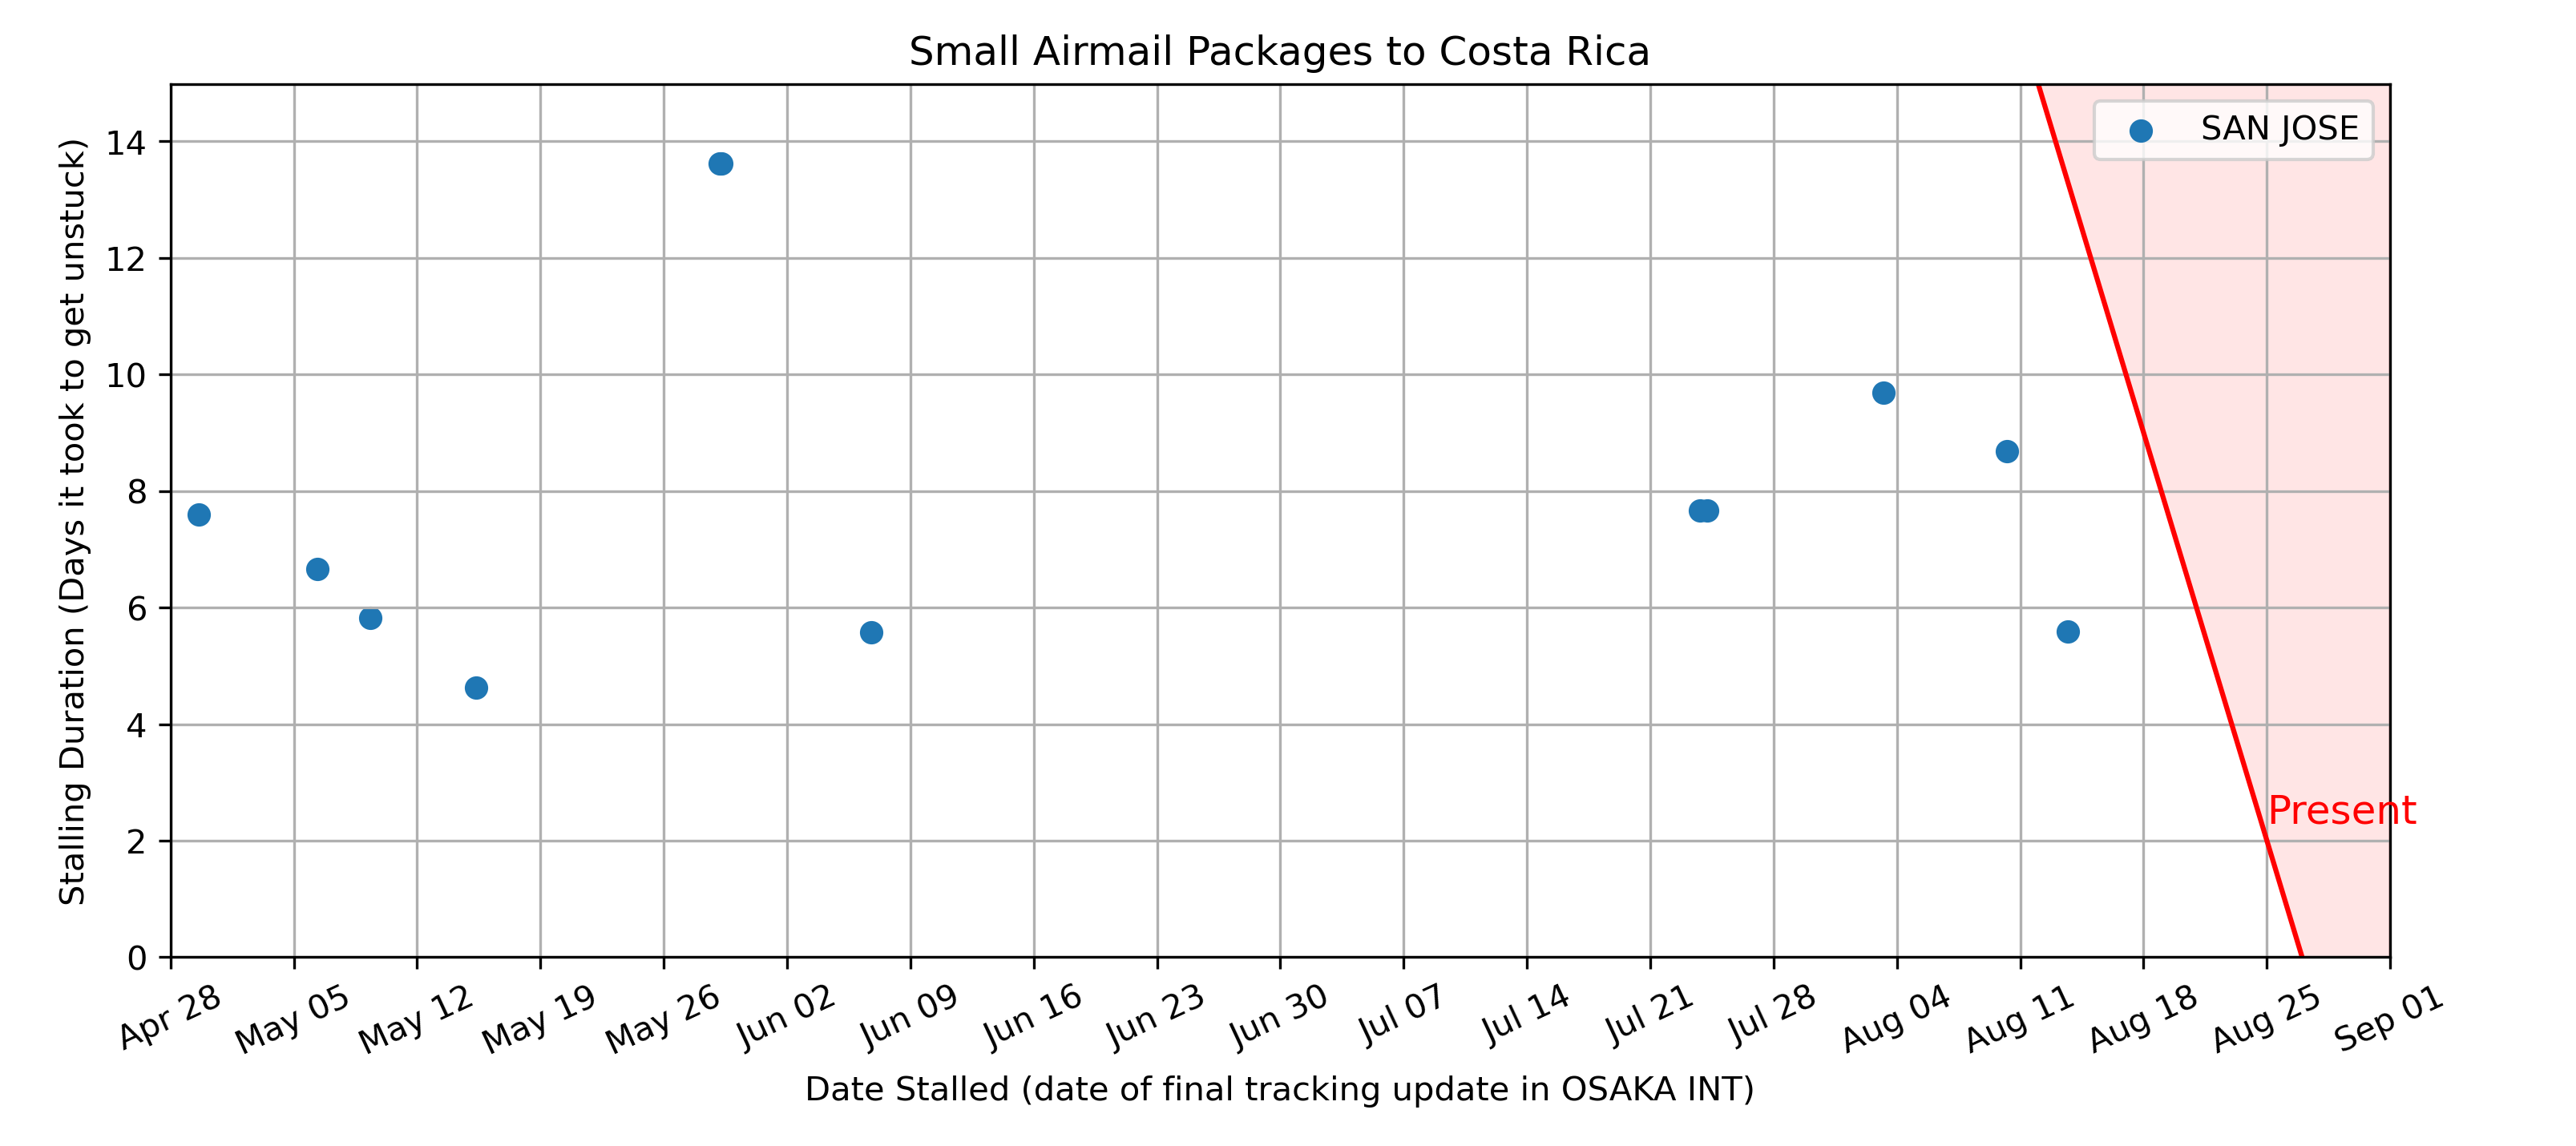 Small Airmail Packages to Costa Rica
SAN JOSE
Stalling Duration (Days it took to get unstuck)
14
12
10
8
6
4
2
0
Present
Apr 28
May 05
May 12
May 19
May 26
Jun 02
Jun 09
Jun 16
Jun 23
Jun 30
Jul 07
Jul 14
Jul 21
Jul 28
Aug 04
Aug 11
Aug 18
Aug 25
Sep 01
Date Stalled (date of final tracking update in OSAKA INT)